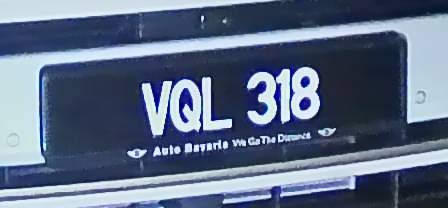 VQL 318
Auto Bavaria We Go The Distance